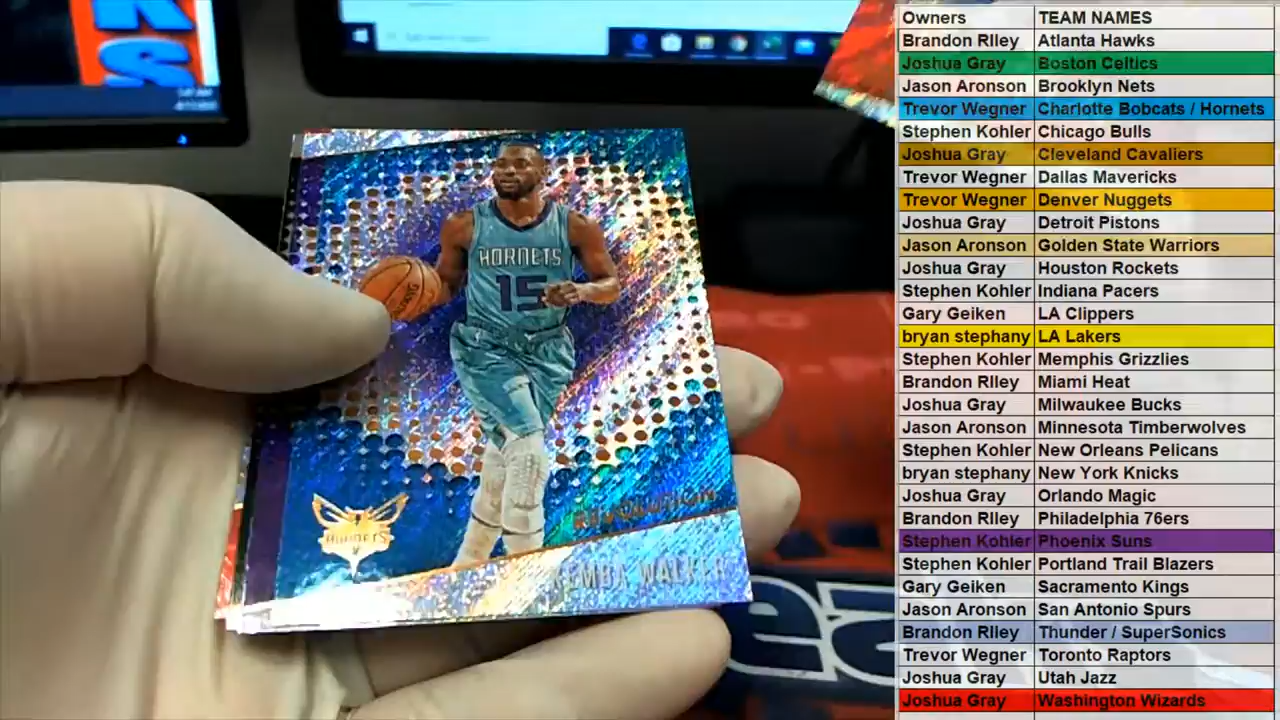 KS
HORNETS
15
SPALDING
HORNETS
REVOLUTION
KEMBA WALKER
ea
Owners TEAM NAMES
Brandon RIley Atlanta Hawks
Joshua Gray Boston Celtics
Jason Aronson Brooklyn Nets
Trevor Wegner Charlotte Bobcats / Hornets
Stephen Kohler Chicago Bulls
Joshua Gray Cleveland Cavaliers
Trevor Wegner Dallas Mavericks
Trevor Wegner Denver Nuggets
Joshua Gray Detroit Pistons
Jason Aronson Golden State Warriors
Joshua Gray Houston Rockets
Stephen Kohler Indiana Pacers
Gary Geiken LA Clippers
bryan stephany LA Lakers
Stephen Kohler Memphis Grizzlies
Brandon RIley Miami Heat
Joshua Gray Milwaukee Bucks
Jason Aronson Minnesota Timberwolves
Stephen Kohler New Orleans Pelicans
bryan stephany New York Knicks
Joshua Gray Orlando Magic
Brandon RIley Philadelphia 76ers
Stephen Kohler Phoenix Suns
Stephen Kohler Portland Trail Blazers
Gary Geiken Sacramento Kings
Jason Aronson San Antonio Spurs
Brandon RIley Thunder / SuperSonics
Trevor Wegner Toronto Raptors
Joshua Gray Utah Jazz
Joshua Gray Washington Wizards